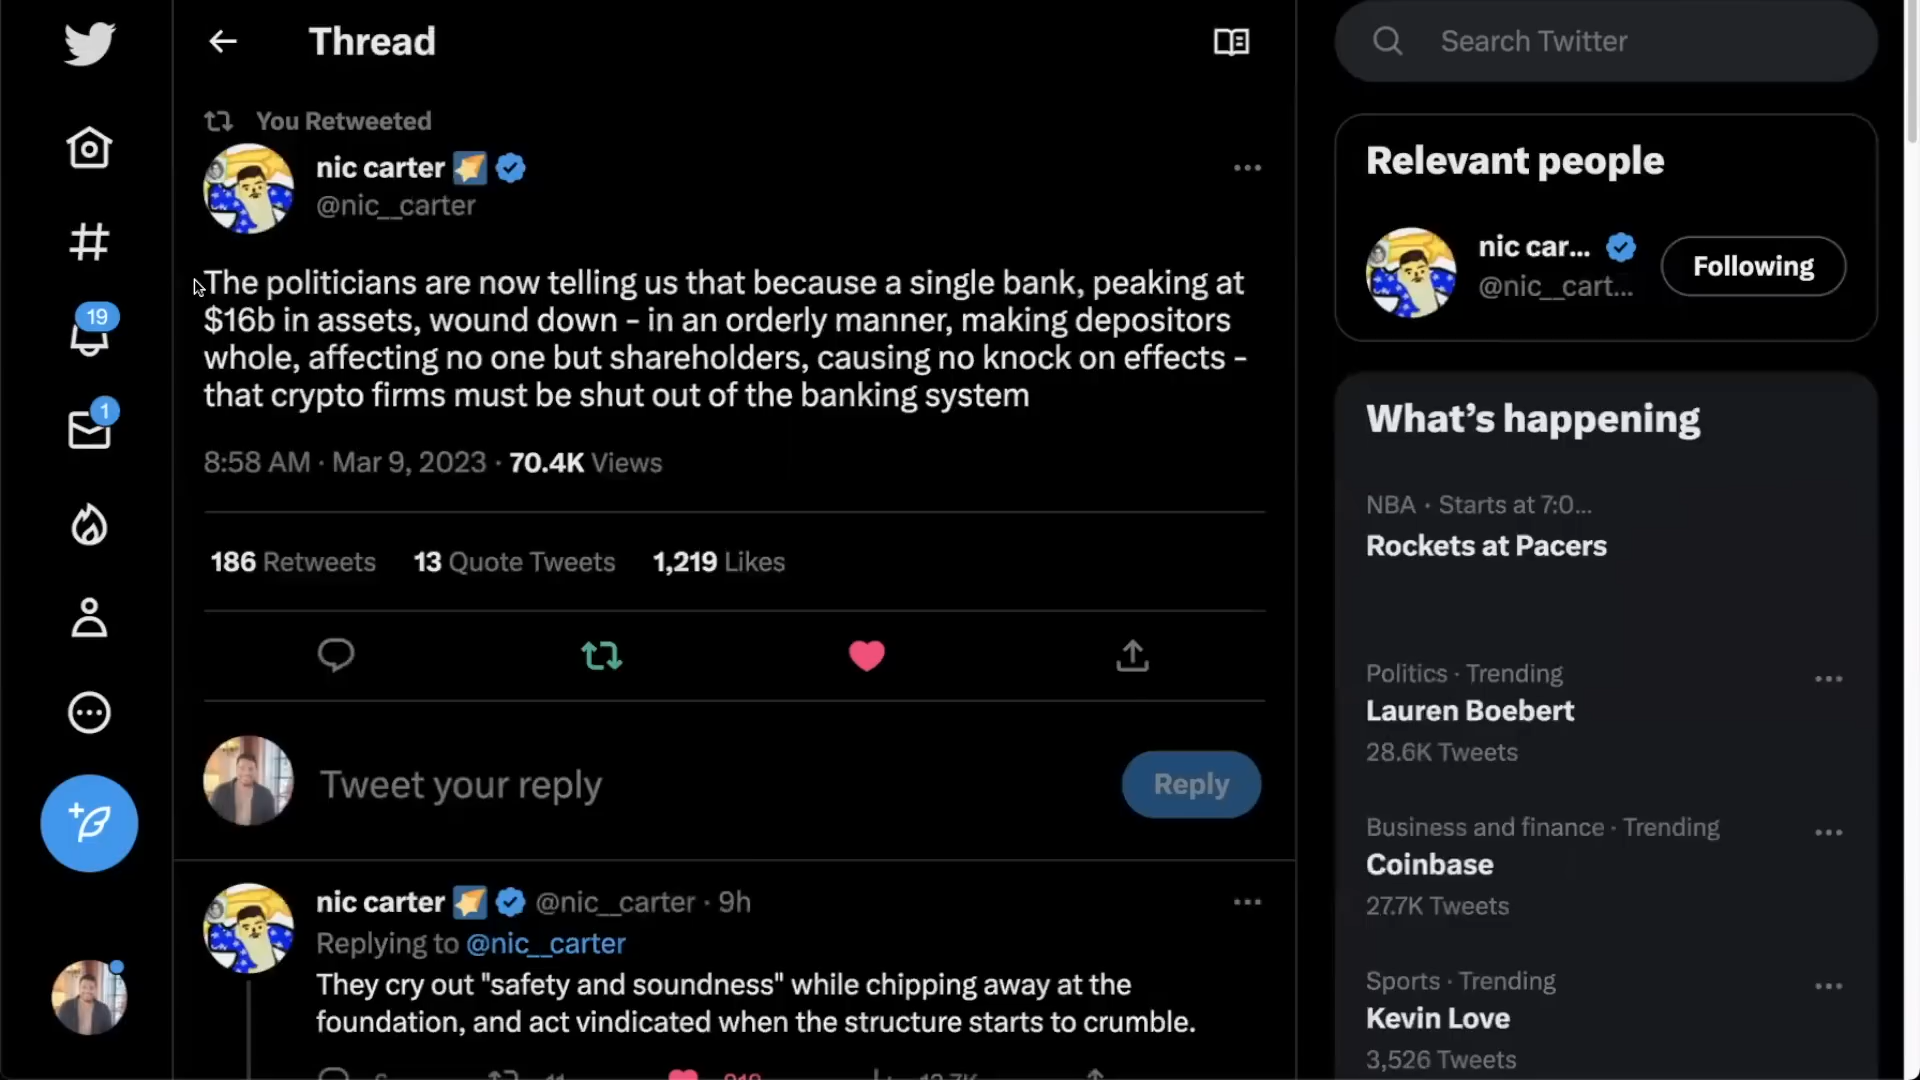 Thread
Search Twitter
You Retweeted
nic carter
@nic__carter
The politicians are now telling us that because a single bank, peaking at
$16b in assets, wound down – in an orderly manner, making depositors
whole, affecting no one but shareholders, causing no knock on effects –
that crypto firms must be shut out of the banking system
8:58 AM · Mar 9, 2023 · 70.4K Views
186 Retweets 13 Quote Tweets 1,219 Likes
Tweet your reply
Reply
nic carter @nic__carter · 9h
Replying to @nic__carter
They cry out "safety and soundness" while chipping away at the
foundation, and act vindicated when the structure starts to crumble.
19
1
Relevant people
nic car...
@nic__cart...
Following
What's happening
NBA · Starts at 7:0...
Rockets at Pacers
Politics · Trending
Lauren Boebert
28.6K Tweets
Business and finance · Trending
Coinbase
27.7K Tweets
Sports · Trending
Kevin Love
3,526 Tweets